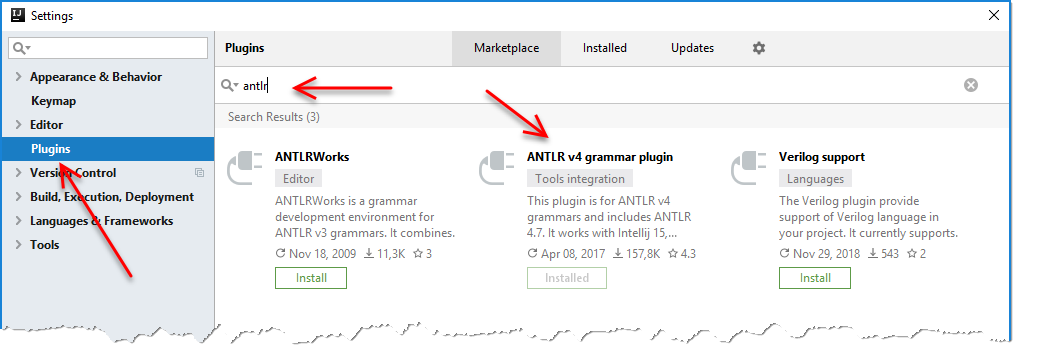 IJ Settings
Plugins Marketplace Installed Updates
antlr
Search Results (3)
Appearance & Behavior
Keymap
Editor
Plugins
Version Control
Build, Execution, Deployment
Languages & Frameworks
Tools
ANTLRWorks
Editor
ANTLRWorks is a grammar
development environment for
ANTLR v3 grammars. It combines.
Nov 18, 2009 11,3K 3
Install
ANTLR v4 grammar plugin
Tools integration
This plugin is for ANTLR v4
grammars and includes ANTLR
4.7. It works with Intellij 15,...
Apr 08, 2017 157,8K 4.3
Installed
Verilog support
Languages
The Verilog plugin provide
support of Verilog language in
your project. It currently supports.
Nov 29, 2018 543 2
Install